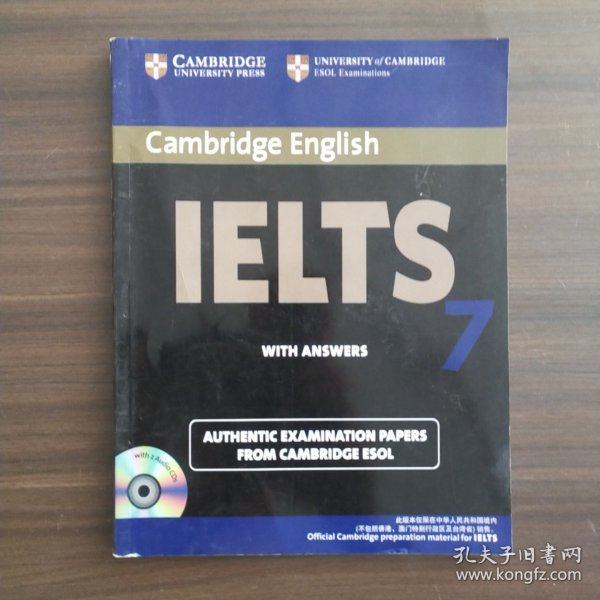 CAMBRIDGE
UNIVERSITY PRESS
UNIVERSITY of CAMBRIDGE
ESOL Examinations
Cambridge English
IELTS
7
WITH ANSWERS
AUTHENTIC EXAMINATION PAPERS
FROM CAMBRIDGE ESOL
with 2 Audio CDs
此版本仅限在中华人民共和国境内
(不包括香港、澳门特别行政区及台湾省) 销售。
Official Cambridge preparation material for IELTS
孔夫子旧书网
www.kongfz.com